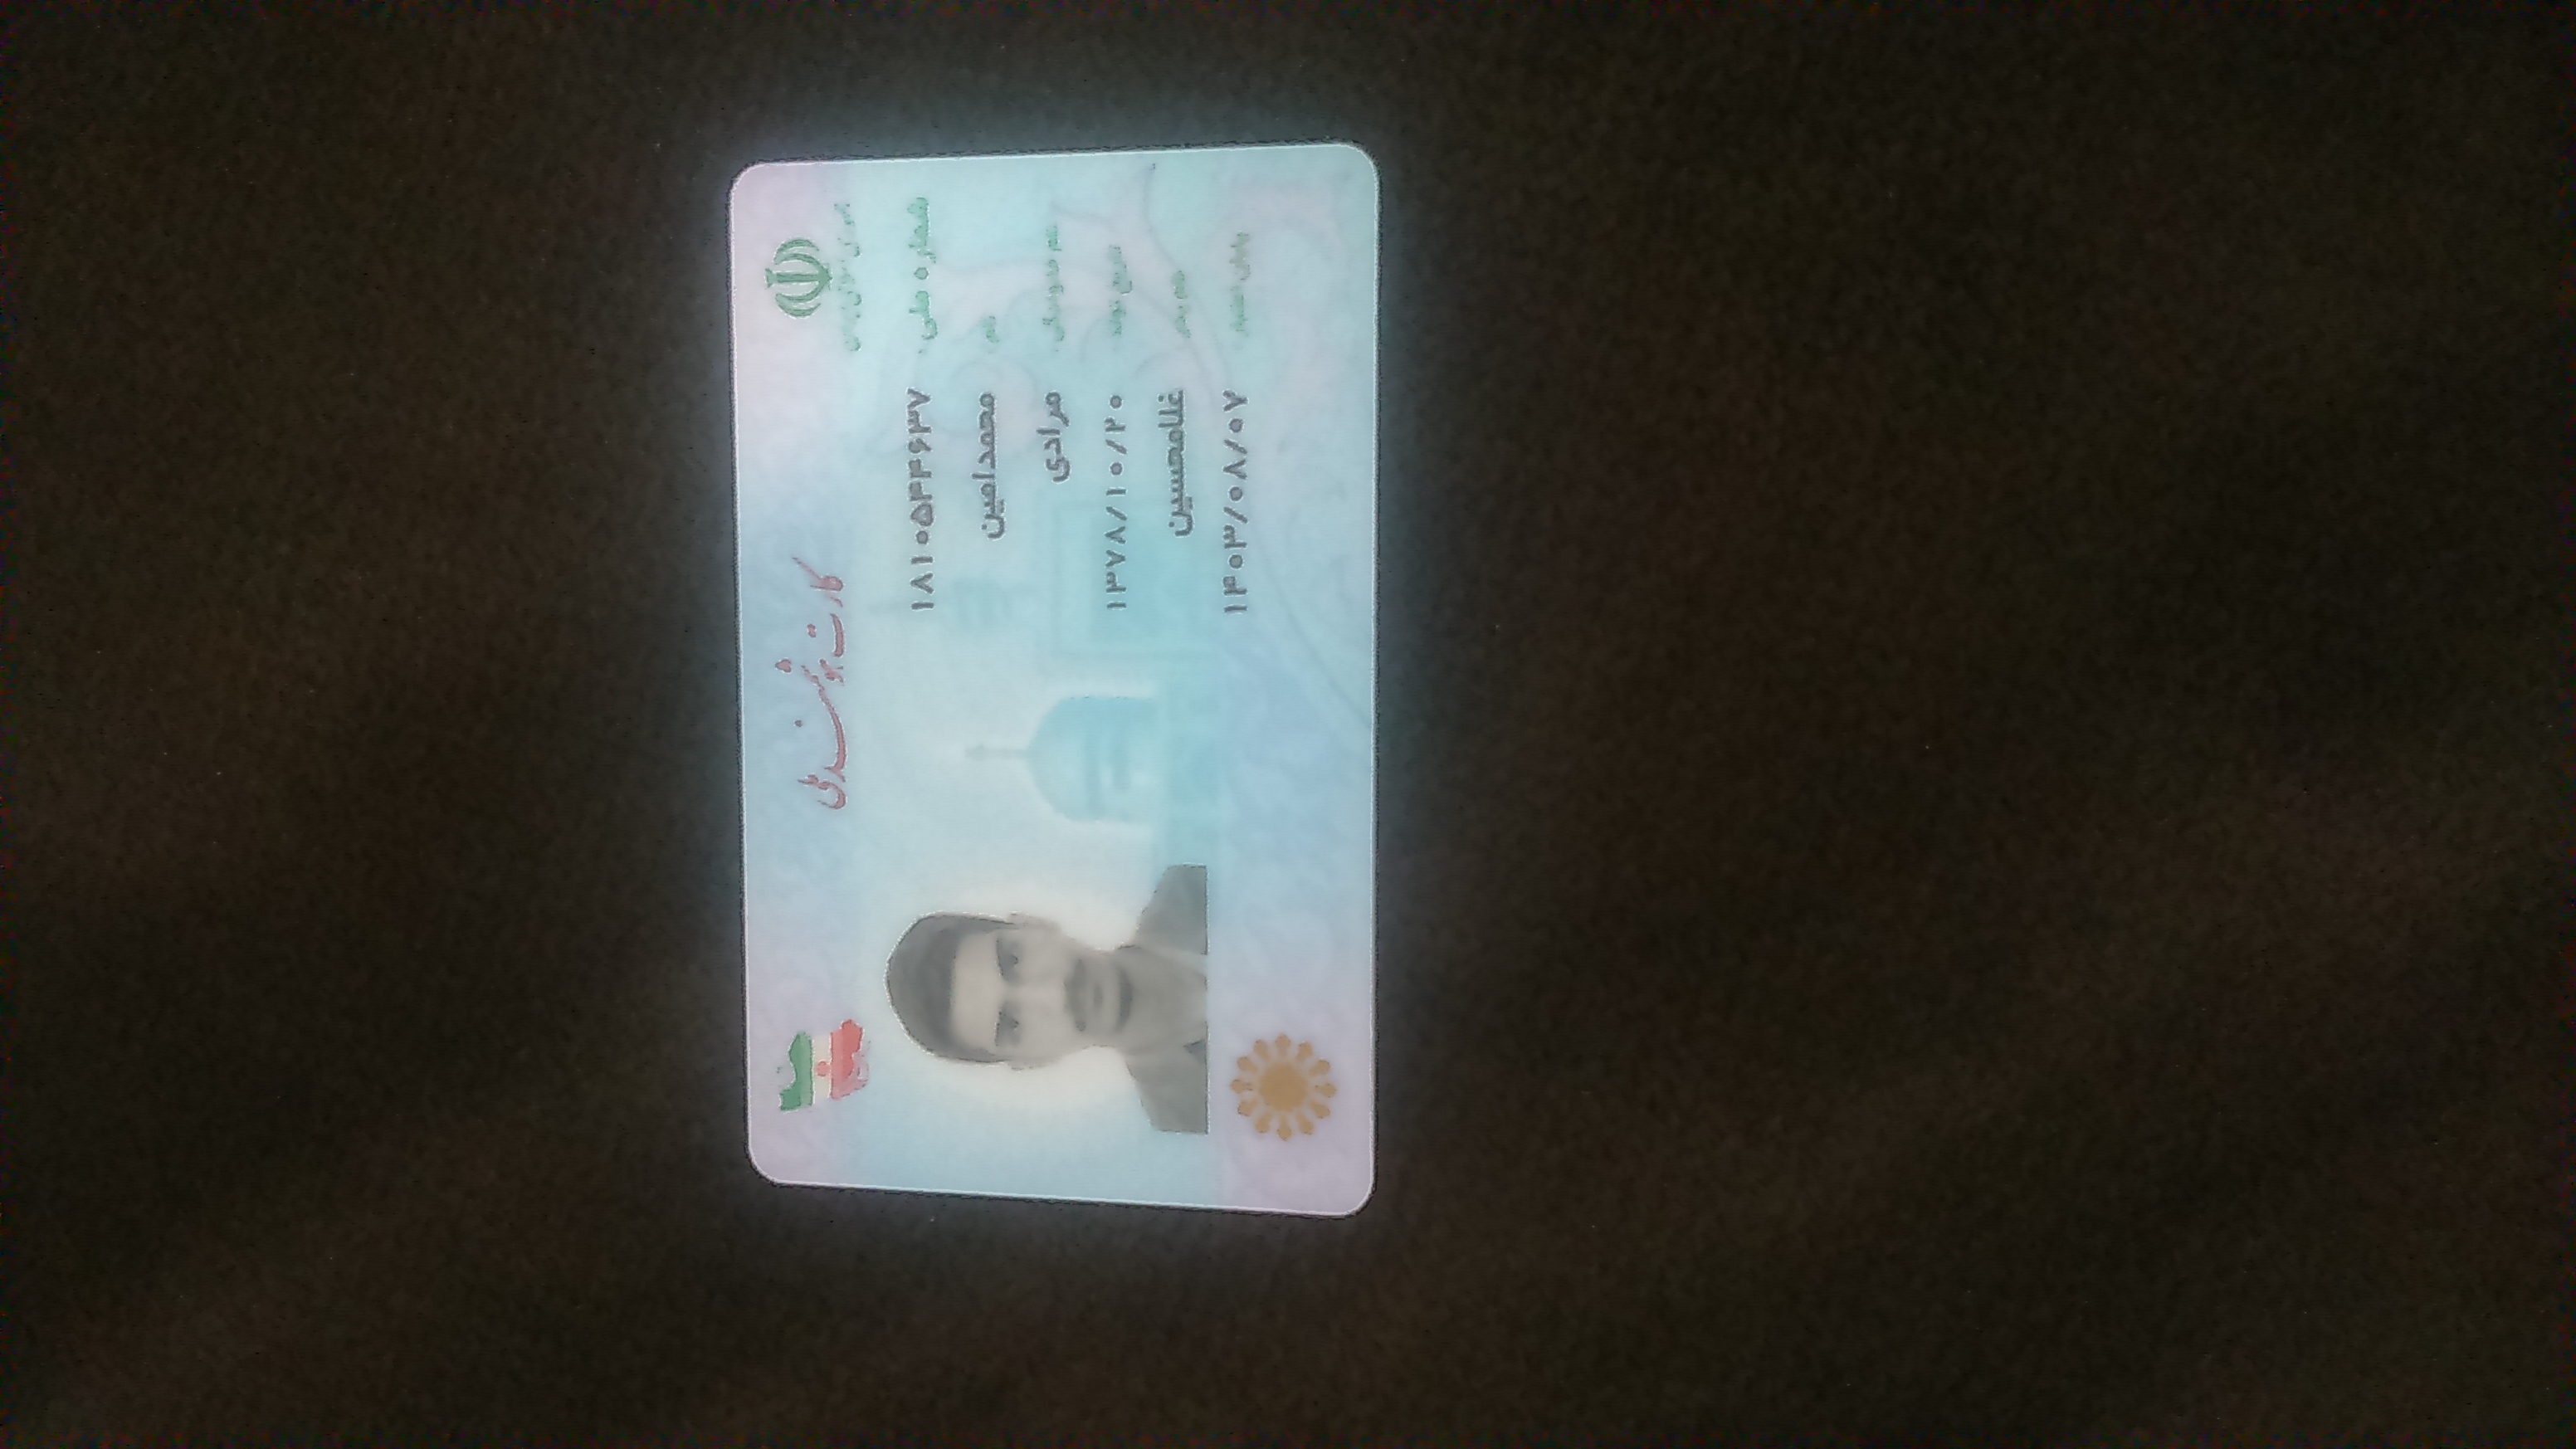 کارت هوشمند ملی
جمهوری اسلامی ایران
شماره ملی: ۱۸۱۰۵۴۴۶۳۷
نام: محمدامین
نام خانوادگی: مرادی
تاریخ تولد: ۱۳۷۸/۱۰/۲۰
نام پدر: غلامحسین
پایان اعتبار: ۱۴۰۳/۰۸/۰۷